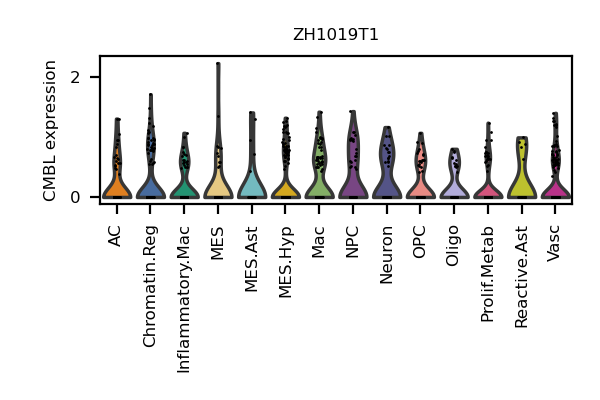 ZH1019T1
CMBL expression
2
0
AC
Chromatin.Reg
Inflammatory.Mac
MES
MES.Ast
MES.Hyp
Mac
NPC
Neuron
OPC
Oligo
Prolif.Metab
Reactive.Ast
Vasc